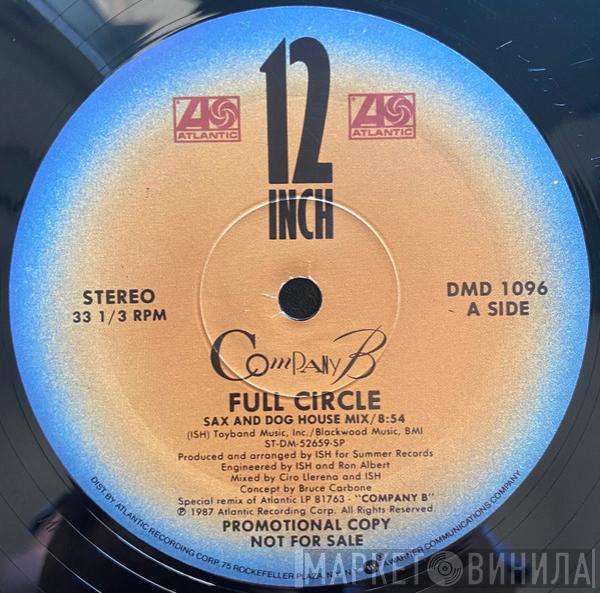 12
INCH
ATLANTIC
ATLANTIC
STEREO
33 1/3 RPM
DMD 1096
A SIDE
Company B
FULL CIRCLE
SAX AND DOG HOUSE MIX/8:54
(ISH) Toyband Music, Inc./Blackwood Music, BMI
ST-DM-52659-SP
Produced and arranged by ISH for Summer Records
Engineered by ISH and Ron Albert
Mixed by Ciro Llerena and ISH
Concept by Bruce Carbone
Special remix of Atlantic LP 81763 - "COMPANY B"
℗ 1987 Atlantic Recording Corp. All Rights Reserved
PROMOTIONAL COPY
NOT FOR SALE
DIST BY ATLANTIC RECORDING CORP. 75 ROCKEFELLER PLAZA, N.Y., N.Y. A WARNER COMMUNICATIONS COMPANY
МАРКЕТ ВИНИЛА